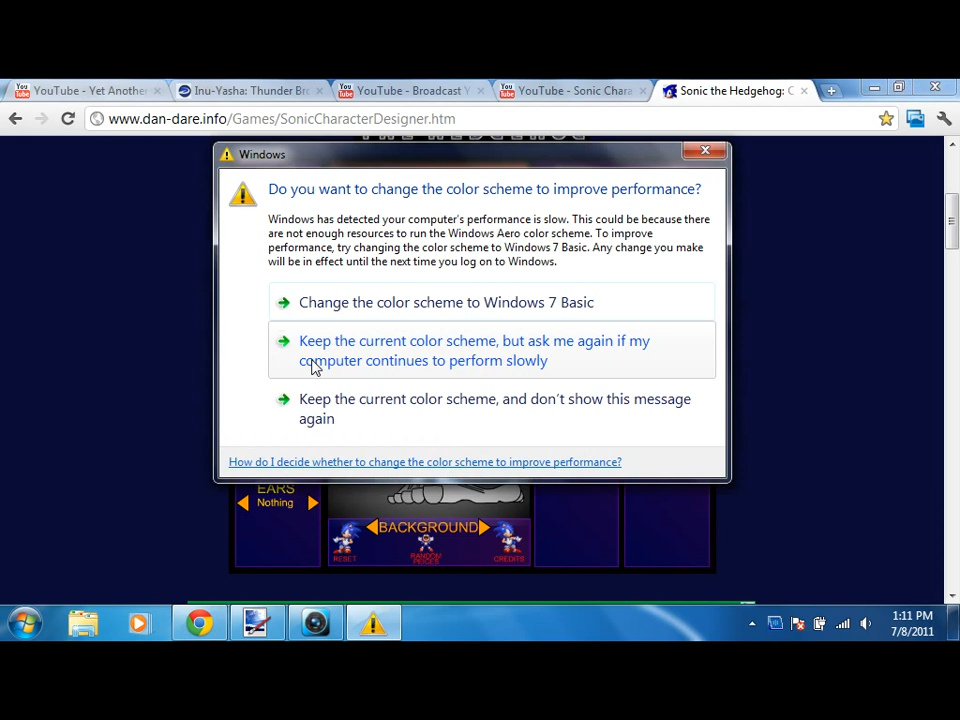 YouTube - Yet Another
Inu-Yasha: Thunder Br
YouTube - Broadcast Y
YouTube - Sonic Chara
Sonic the Hedgehog: C
www.dan-dare.info/Games/SonicCharacterDesigner.htm
Windows
Do you want to change the color scheme to improve performance?
Windows has detected your computer's performance is slow. This could be because there
are not enough resources to run the Windows Aero color scheme. To improve
performance, try changing the color scheme to Windows 7 Basic. Any change you make
will be in effect until the next time you log on to Windows.
Change the color scheme to Windows 7 Basic
Keep the current color scheme, but ask me again if my
computer continues to perform slowly
Keep the current color scheme, and don't show this message
again
How do I decide whether to change the color scheme to improve performance?
EARS
Nothing
BACKGROUND
RESET
CREDITS
1:11 PM
7/8/2011